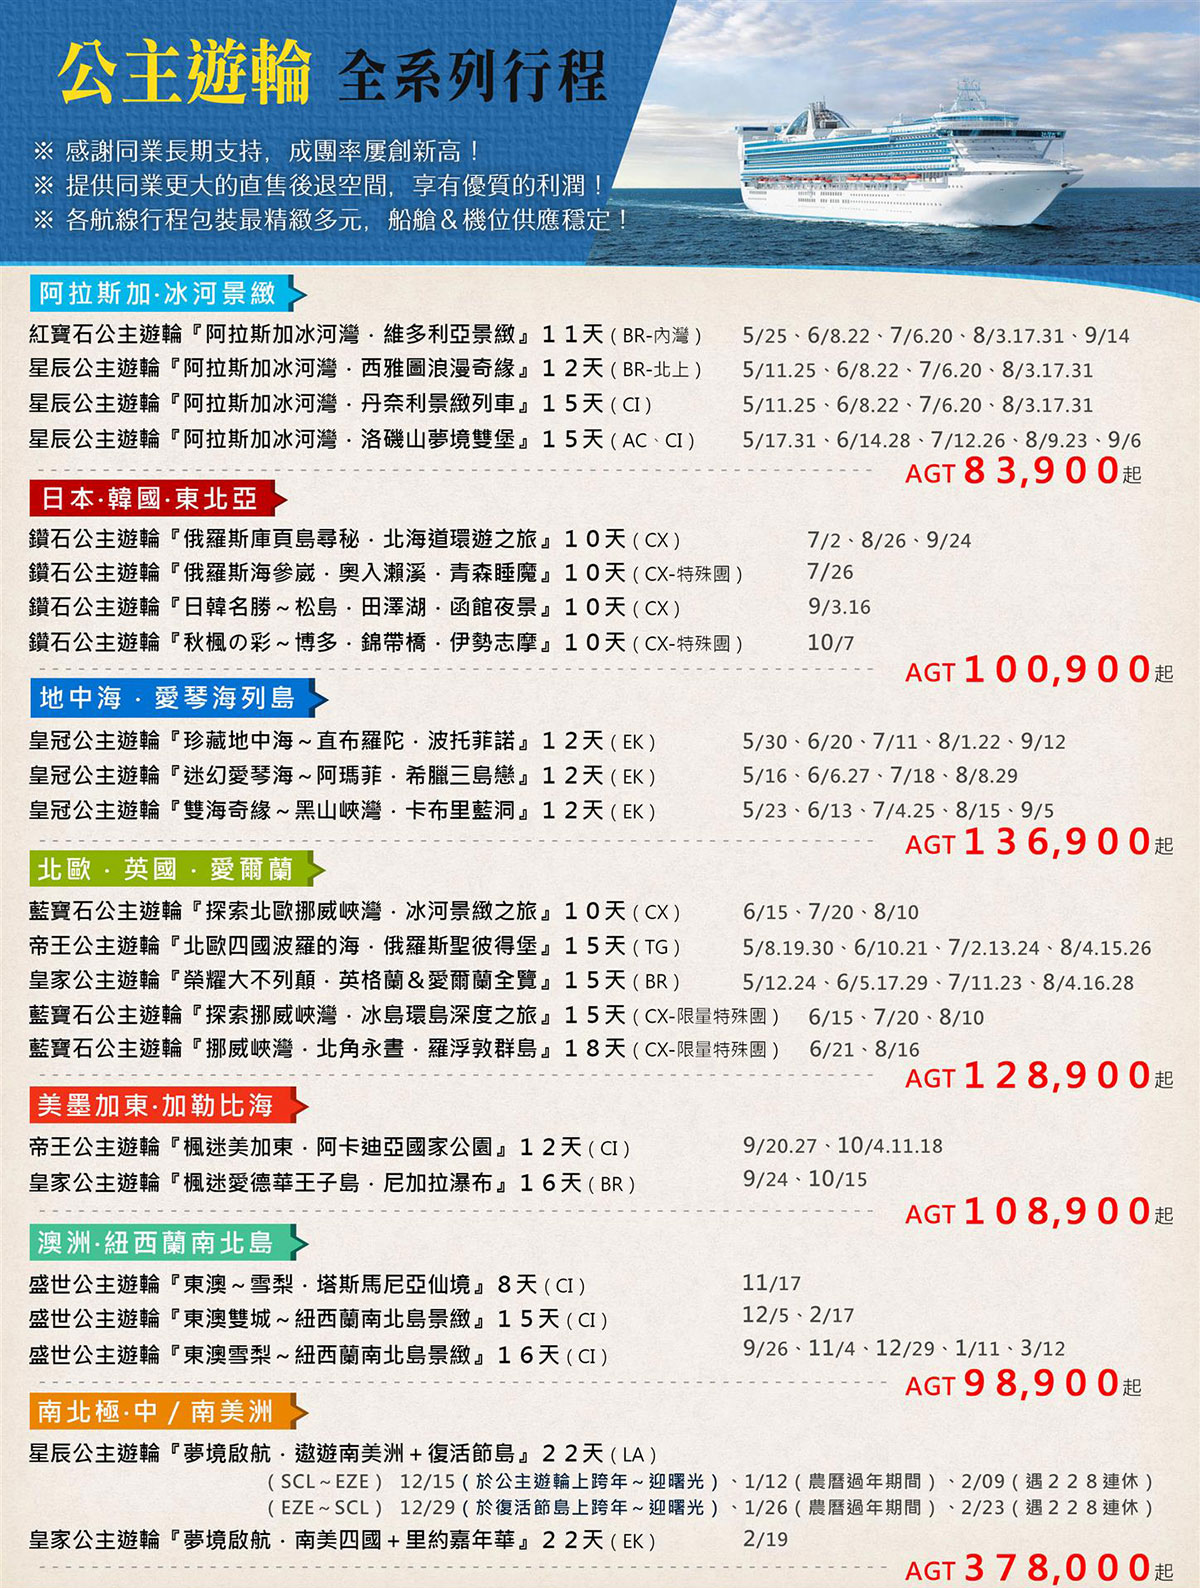 公主遊輪 全系列行程
※ 感謝同業長期支持，成團率屢創新高！
※ 提供同業更大的直售後退空間，享有優質的利潤！
※ 各航線行程包裝最精緻多元，船艙＆機位供應穩定！
阿拉斯加·冰河景緻
紅寶石公主遊輪『阿拉斯加冰河灣．維多利亞景緻』１１天(BR-內灣) 5/25、6/8.22、7/6.20、8/3.17.31、9/14
星辰公主遊輪『阿拉斯加冰河灣．西雅圖浪漫奇緣』１２天(BR-北上) 5/11.25、6/8.22、7/6.20、8/3.17.31
星辰公主遊輪『阿拉斯加冰河灣．丹奈利景緻列車』１５天(CI) 5/11.25、6/8.22、7/6.20、8/3.17.31
星辰公主遊輪『阿拉斯加冰河灣．洛磯山夢境雙堡』１５天(AC、CI) 5/17.31、6/14.28、7/12.26、8/9.23、9/6
AGT 83,900起
日本·韓國·東北亞
鑽石公主遊輪『俄羅斯庫頁島尋秘．北海道環遊之旅』１０天(CX) 7/2、8/26、9/24
鑽石公主遊輪『俄羅斯海參崴．奧入瀨溪．青森睡魔』１０天(CX-特殊團) 7/26
鑽石公主遊輪『日韓名勝～松島．田澤湖．函館夜景』１０天(CX) 9/3.16
鑽石公主遊輪『秋楓の彩～博多．錦帶橋．伊勢志摩』１０天(CX-特殊團) 10/7
AGT 100,900起
地中海．愛琴海列島
皇冠公主遊輪『珍藏地中海～直布羅陀．波托菲諾』１２天(EK) 5/30、6/20、7/11、8/1.22、9/12
皇冠公主遊輪『迷幻愛琴海～阿瑪菲．希臘三島戀』１２天(EK) 5/16、6/6.27、7/18、8/8.29
皇冠公主遊輪『雙海奇緣～黑山峽灣．卡布里藍洞』１２天(EK) 5/23、6/13、7/4.25、8/15、9/5
AGT 136,900起
北歐．英國．愛爾蘭
藍寶石公主遊輪『探索北歐挪威峽灣．冰河景緻之旅』１０天(CX) 6/15、7/20、8/10
帝王公主遊輪『北歐四國波羅的海．俄羅斯聖彼得堡』１５天(TG) 5/8.19.30、6/10.21、7/2.13.24、8/4.15.26
皇家公主遊輪『榮耀大不列顛．英格蘭＆愛爾蘭全覽』１５天(BR) 5/12.24、6/5.17.29、7/11.23、8/4.16.28
藍寶石公主遊輪『探索挪威峽灣．冰島環島深度之旅』１５天(CX-限量特殊團) 6/15、7/20、8/10
藍寶石公主遊輪『挪威峽灣．北角永晝．羅浮敦群島』１８天(CX-限量特殊團) 6/21、8/16
AGT 128,900起
美墨加東·加勒比海
帝王公主遊輪『楓迷美加東．阿卡迪亞國家公園』１２天(CI) 9/20.27、10/4.11.18
皇家公主遊輪『楓迷愛德華王子島．尼加拉瀑布』１６天(BR) 9/24、10/15
AGT 108,900起
澳洲·紐西蘭南北島
盛世公主遊輪『東澳～雪梨．塔斯馬尼亞仙境』８天(CI) 11/17
盛世公主遊輪『東澳雙城～紐西蘭南北島景緻』１５天(CI) 12/5、2/17
盛世公主遊輪『東澳雪梨～紐西蘭南北島景緻』１６天(CI) 9/26、11/4、12/29、1/11、3/12
AGT 98,900起
南北極·中 / 南美洲
星辰公主遊輪『夢境啟航．遨遊南美洲＋復活節島』２２天(LA)
(SCL～EZE) 12/15(於公主遊輪上跨年～迎曙光)、1/12(農曆過年期間)、2/09(遇２２８連休)
(EZE～SCL) 12/29(於復活節島上跨年～迎曙光)、1/26(農曆過年期間)、2/23(遇２２８連休)
皇家公主遊輪『夢境啟航．南美四國＋里約嘉年華』２２天(EK) 2/19
AGT 378,000起